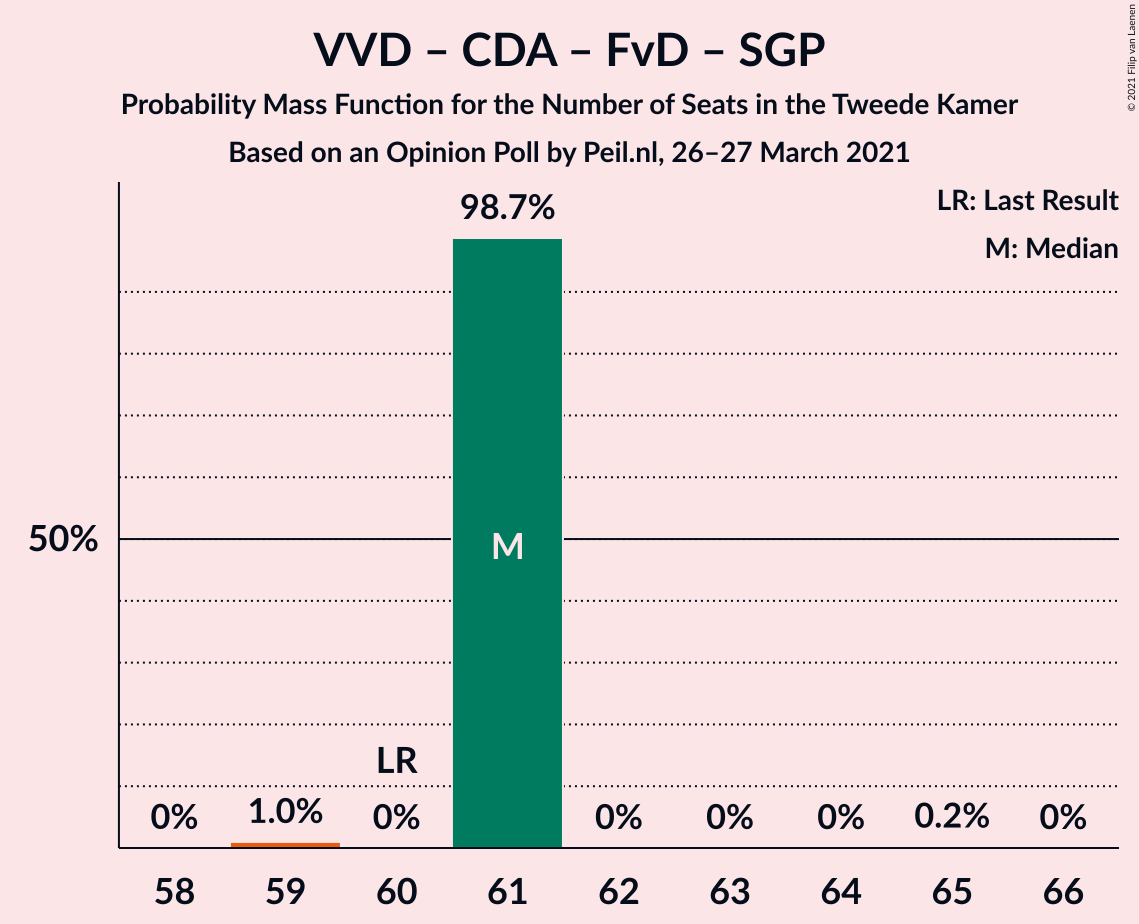 VVD – CDA – FvD – SGP
Probability Mass Function for the Number of Seats in the Tweede Kamer
Based on an Opinion Poll by Peil.nl, 26–27 March 2021
© 2021 Filip van Laenen
LR: Last Result
M: Median
98.7%
50%
M
LR
0% 1.0% 0% 0% 0% 0% 0.2% 0%
58 59 60 61 62 63 64 65 66